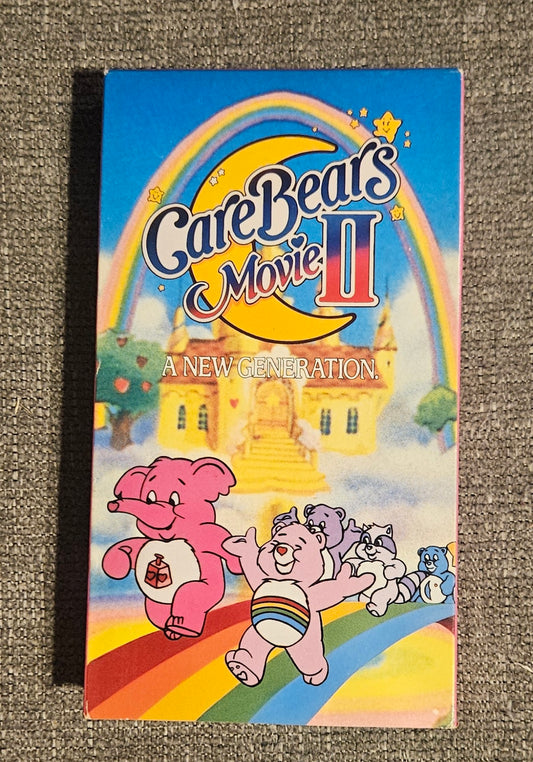 Care Bears
Movie II
A NEW GENERATION